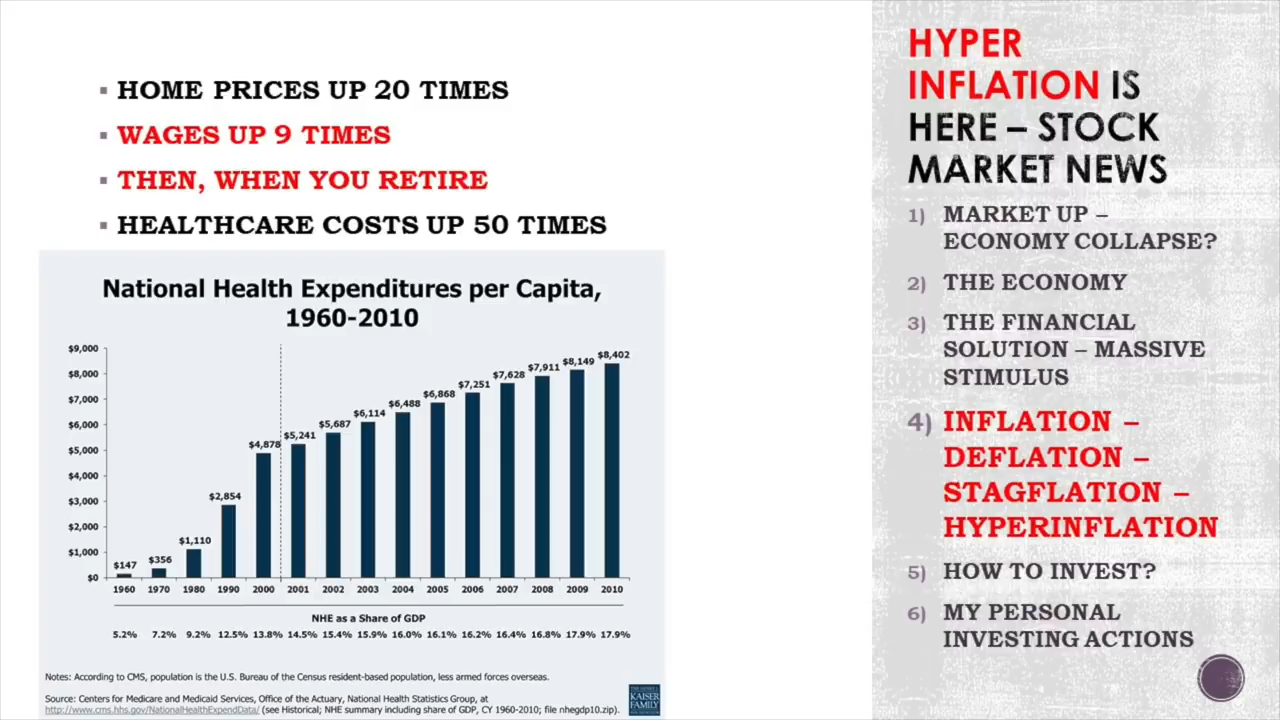 HOME PRICES UP 20 TIMES
WAGES UP 9 TIMES
THEN, WHEN YOU RETIRE
HEALTHCARE COSTS UP 50 TIMES
National Health Expenditures per Capita,
1960-2010
$9,000
$8,000
$7,000
$6,000
$5,000
$4,000
$3,000
$2,000
$1,000
$0
$147 $356 $1,110 $2,854 $4,878 $5,241 $5,687 $6,114 $6,488 $6,868 $7,251 $7,628 $7,911 $8,149 $8,402
1960 1970 1980 1990 2000 2001 2002 2003 2004 2005 2006 2007 2008 2009 2010
NHE as a Share of GDP
5.2% 7.2% 9.2% 12.5% 13.8% 14.5% 15.4% 15.9% 16.0% 16.1% 16.2% 16.4% 16.8% 17.9% 17.9%
Notes: According to CMS, population is the U.S. Bureau of the Census resident-based population, less armed forces overseas.
Source: Centers for Medicare and Medicaid Services, Office of the Actuary, National Health Statistics Group, at
http://www.cms.hhs.gov/NationalHealthExpendData/ (see Historical; NHE summary including share of GDP, CY 1960-2010; file nhegdp10.zip).
KAISER
FAMILY
HYPER
INFLATION IS
HERE – STOCK
MARKET NEWS
1) MARKET UP –
ECONOMY COLLAPSE?
2) THE ECONOMY
3) THE FINANCIAL
SOLUTION – MASSIVE
STIMULUS
4) INFLATION –
DEFLATION –
STAGFLATION –
HYPERINFLATION
5) HOW TO INVEST?
6) MY PERSONAL
INVESTING ACTIONS